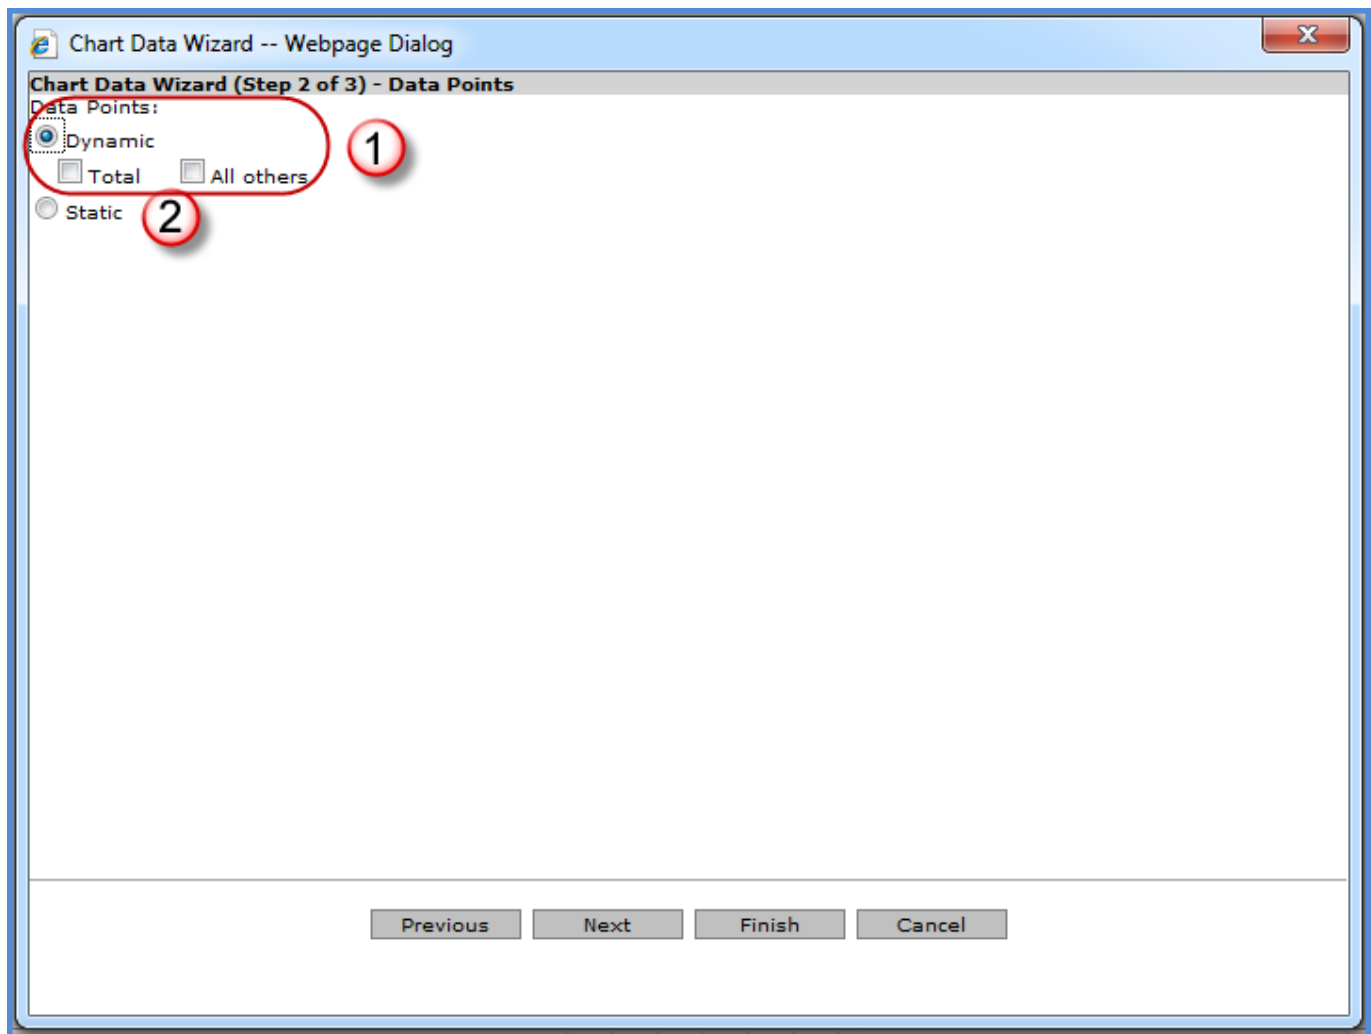 Chart Data Wizard -- Webpage Dialog
Chart Data Wizard (Step 2 of 3) - Data Points
Data Points:
Dynamic
1
Total All others
Static
2
Previous Next Finish Cancel